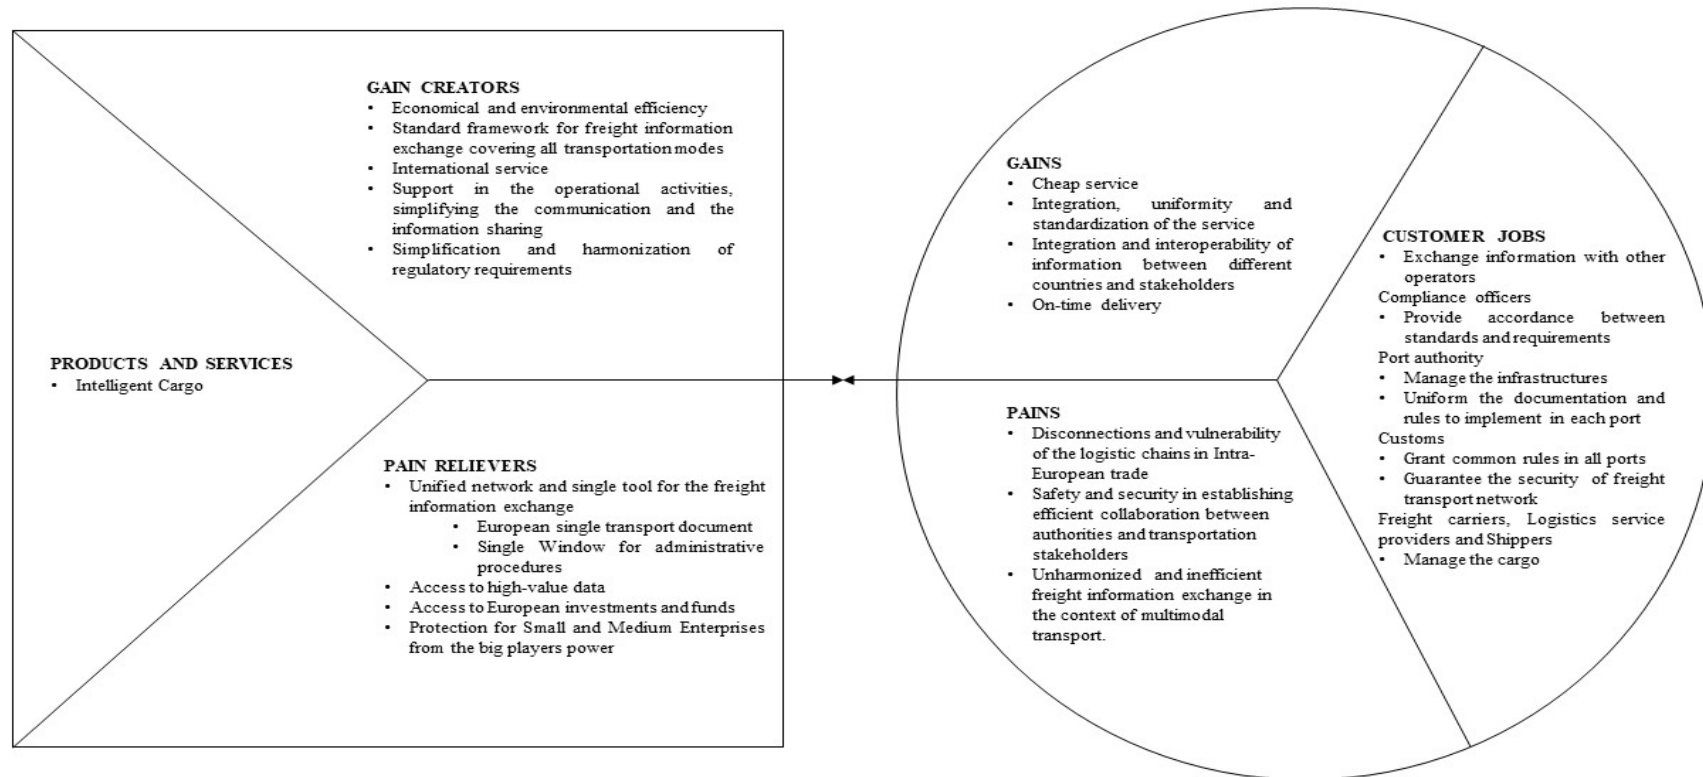 GAIN CREATORS
• Economical and environmental efficiency
• Standard framework for freight information
exchange covering all transportation modes
• International service
• Support in the operational activities,
simplifying the communication and the
information sharing
• Simplification and harmonization of
regulatory requirements
PRODUCTS AND SERVICES
• Intelligent Cargo
PAIN RELIEVERS
• Unified network and single tool for the freight
information exchange
• European single transport document
• Single Window for administrative
procedures
• Access to high-value data
• Access to European investments and funds
• Protection for Small and Medium Enterprises
from the big players power
GAINS
• Cheap service
• Integration, uniformity and
standardization of the service
• Integration and interoperability of
information between different
countries and stakeholders
• On-time delivery
PAINS
• Disconnections and vulnerability
of the logistic chains in Intra-
European trade
• Safety and security in establishing
efficient collaboration between
authorities and transportation
stakeholders
• Unharmonized and inefficient
freight information exchange in
the context of multimodal
transport.
CUSTOMER JOBS
• Exchange information with other
operators
Compliance officers
• Provide accordance between
standards and requirements
Port authority
• Manage the infrastructures
• Uniform the documentation and
rules to implement in each port
Customs
• Grant common rules in all ports
• Guarantee the security of freight
transport network
Freight carriers, Logistics service
providers and Shippers
• Manage the cargo